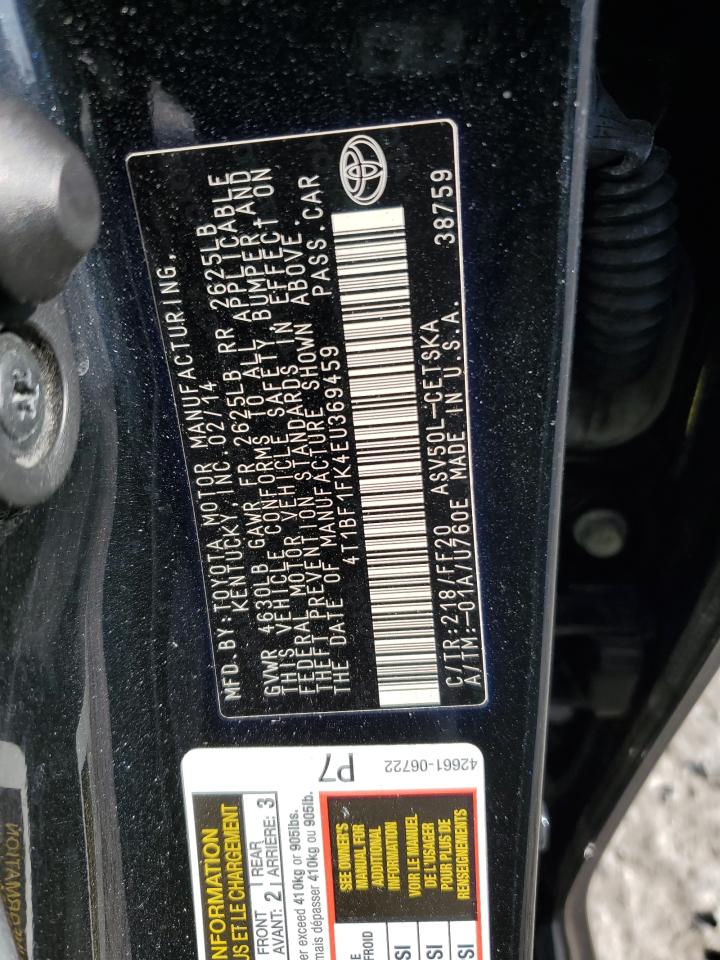 MFD. BY: TOYOTA MOTOR MANUFACTURING,
KENTUCKY, INC. 02/14
GVWR 4630LB GAWR FR 2625LB RR 2625LB
THIS VEHICLE CONFORMS TO ALL APPLICABLE
FEDERAL MOTOR VEHICLE SAFETY, BUMPER, AND
THEFT PREVENTION STANDARDS IN EFFECT ON
THE DATE OF MANUFACTURE SHOWN ABOVE.
4T1BF1FK4EU369459 PASS. CAR
C/TR:218/FF20 ASV50L-CETSKA
A/TM:-01A/U760E MADE IN U.S.A. 38759
NFORMATION
US ET LE CHARGEMENT
FRONT REAR
AVANT: 2 ARRIÈRE: 3
er exceed 410kg or 905lbs.
mais dépasser 410kg ou 905lb.
P7
42661-06722
SEE OWNER'S
MANUAL FOR
ADDITIONAL
INFORMATION
VOIR LE MANUEL
DE L'USAGER
POUR PLUS DE
RENSEIGNEMENTS
E
FROID
SI
SI
SI